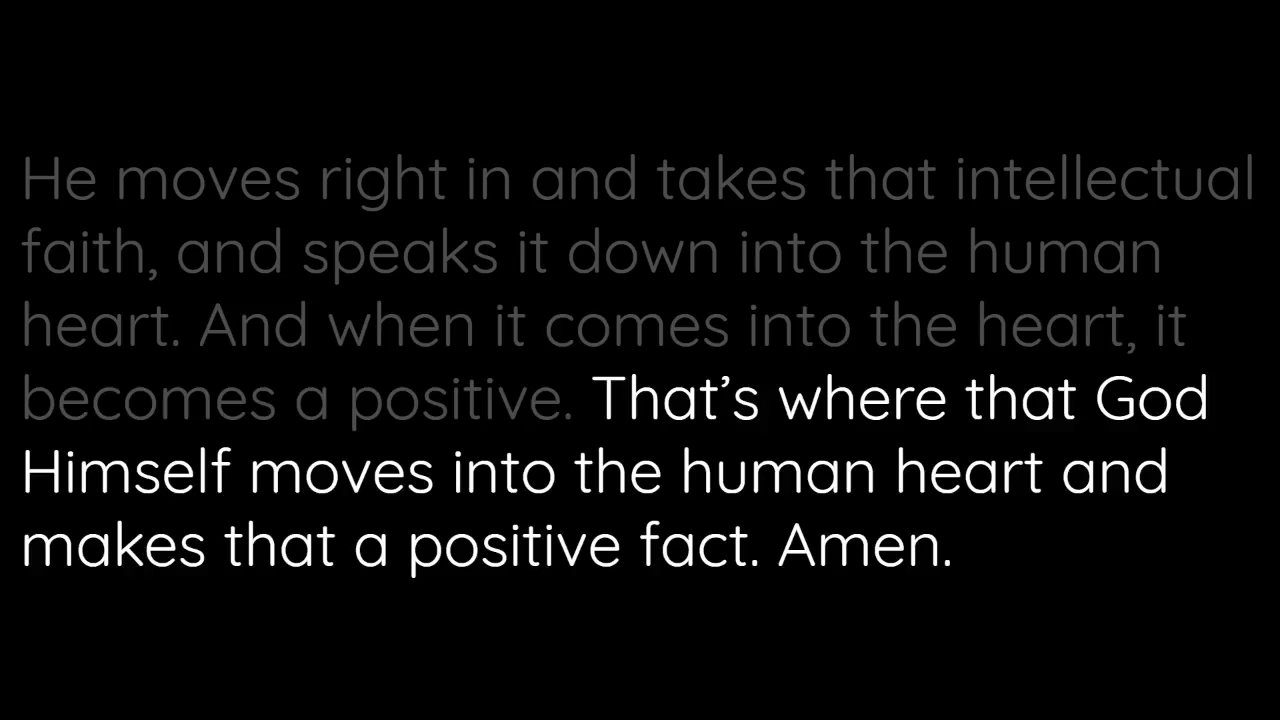 He moves right in and takes that intellectual
faith, and speaks it down into the human
heart. And when it comes into the heart, it
becomes a positive. That’s where that God
Himself moves into the human heart and
makes that a positive fact. Amen.